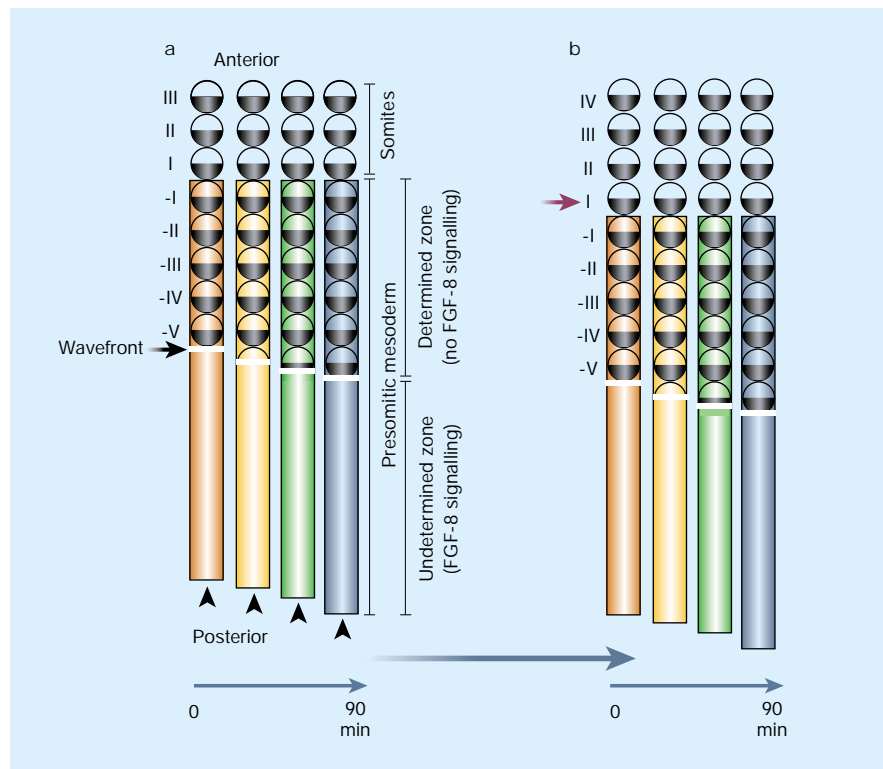 a
Anterior
III
II
I
-I
-II
-III
-IV
-V
Wavefront
Somites
Presomitic mesoderm
Determined zone
(no FGF-8 signalling)
Undetermined zone
(FGF-8 signalling)
Posterior
0
90
min
b
IV
III
II
I
-I
-II
-III
-IV
-V
0
90
min